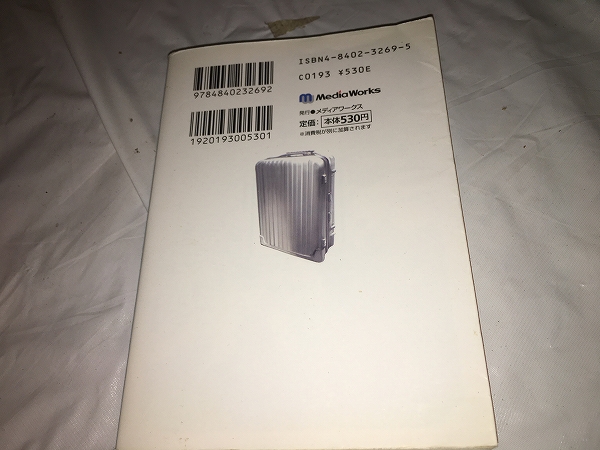 ISBN4-8402-3269-5
C0193 ¥530E
9784840232692
MediaWorks
発行●メディアワークス
定価：本体530円
※消費税が別に加算されます
1920193005301